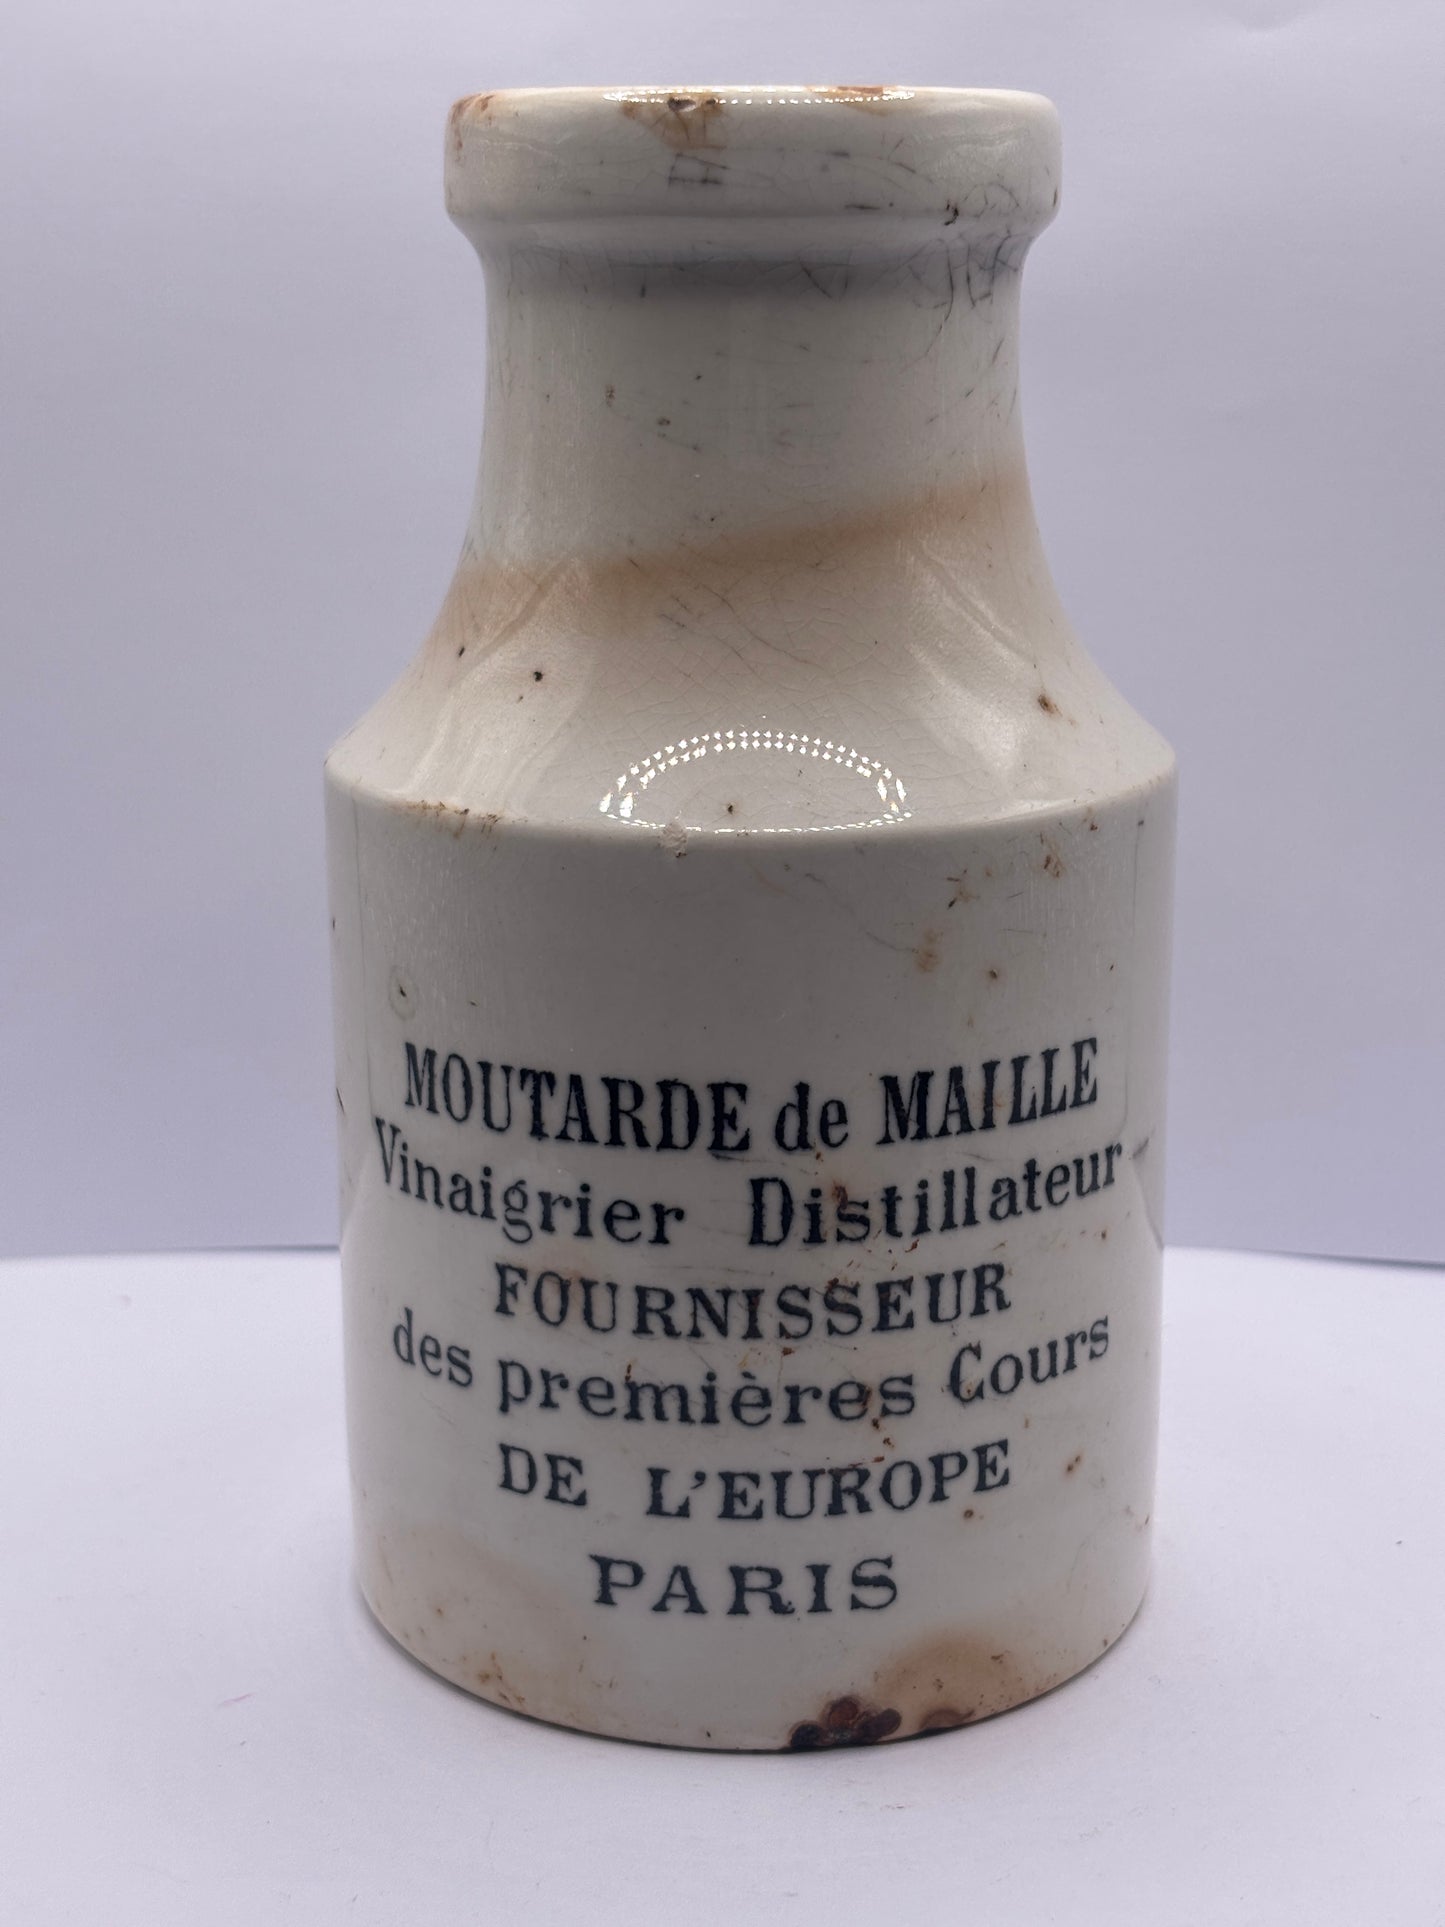 MOUTARDE de MAILLE
Vinaigrier Distillateur
FOURNISSEUR
des premières Cours
DE L'EUROPE
PARIS